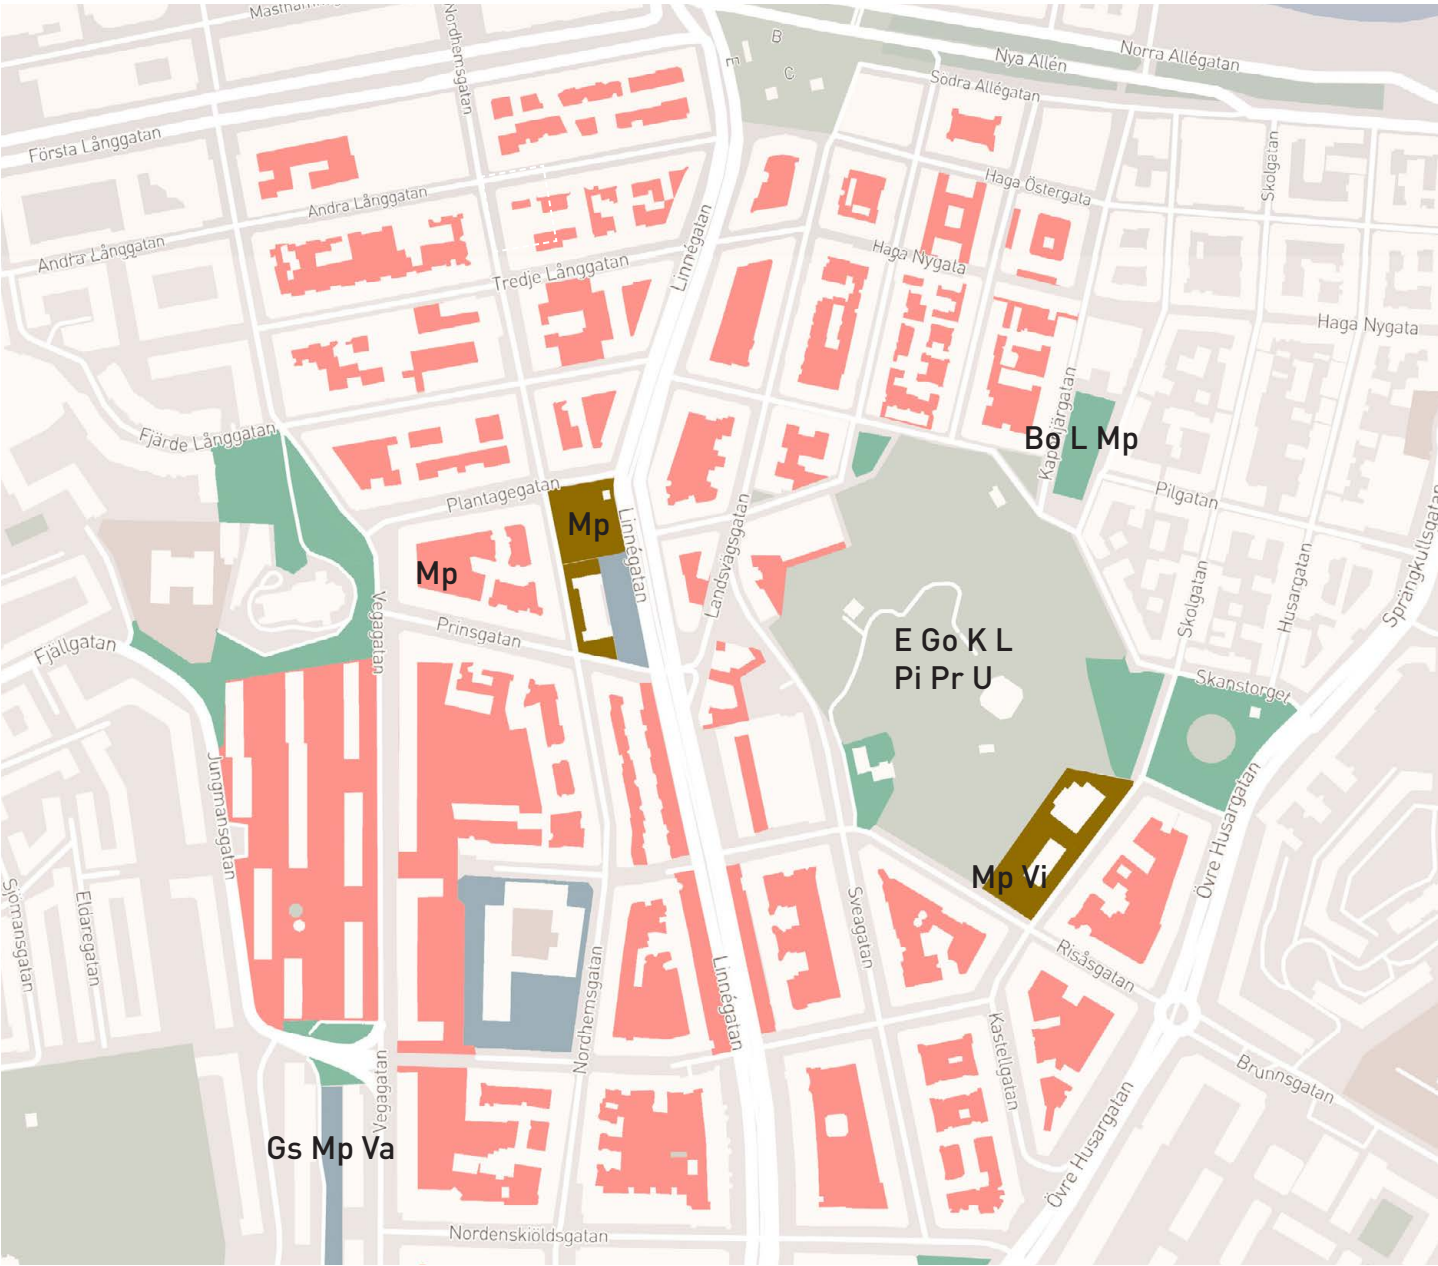 Masthamn
Nordhemsgatan
B
E
C
Nya Allén
Norra Allégatan
Södra Allégatan
Första Långgatan
Skolgatan
Andra Långgatan
Haga Östergata
Andra Långgatan
Linnégatan
Haga Nygata
Tredje Långgatan
Haga Nygata
Fjärde Långgatan
Kaponjärgatan
Bo L Mp
Plantagegatan
Pilgatan
Sprängkullsgatan
Mp
Linnégatan
Landsvägsgatan
Mp
Skolgatan
Husargatan
Vegagatan
Prinsgatan
Fjällgatan
E Go K L
Pi Pr U
Skanstorget
Jungmansgatan
Övre Husargatan
Mp Vi
Sjömansgatan
Eldaregatan
Sveagatan
Risåsgatan
Linnégatan
Nordhemsgatan
Kastellgatan
Brunnsgatan
Vegagatan
Gs Mp Va
Övre Husargatan
Nordenskiöldsgatan